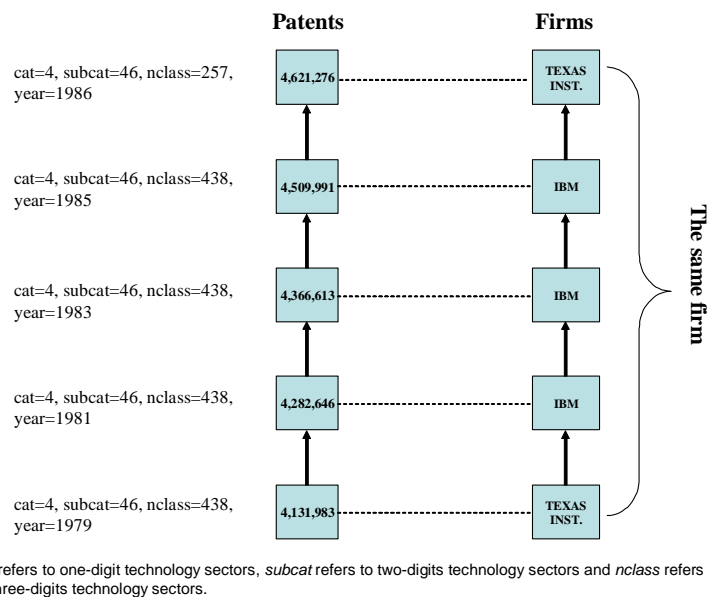 Patents Firms
cat=4, subcat=46, nclass=257,
year=1986
4,621,276
TEXAS
INST.
cat=4, subcat=46, nclass=438,
year=1985
4,509,991
IBM
cat=4, subcat=46, nclass=438,
year=1983
4,366,613
IBM
cat=4, subcat=46, nclass=438,
year=1981
4,282,646
IBM
cat=4, subcat=46, nclass=438,
year=1979
4,131,983
TEXAS
INST.
The same firm
refers to one-digit technology sectors, subcat refers to two-digits technology sectors and nclass refers
hree-digits technology sectors.